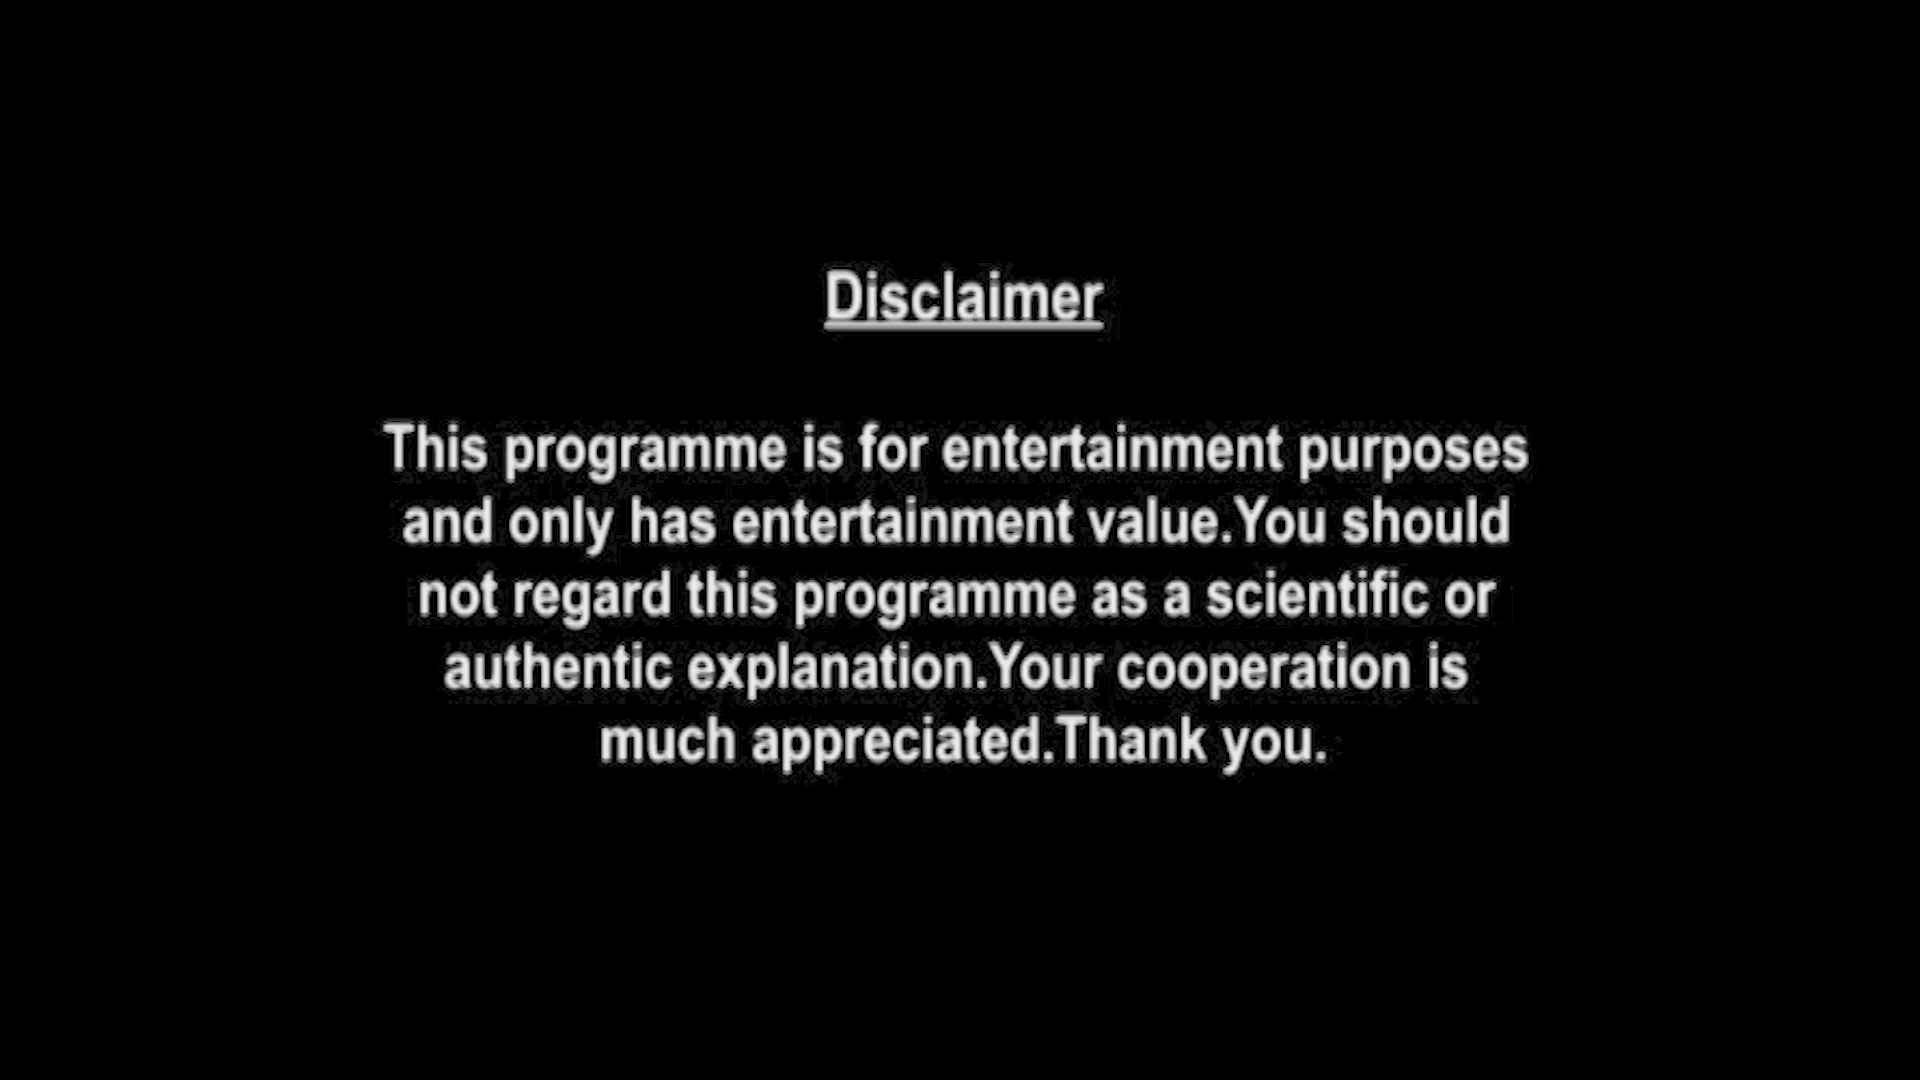 Disclaimer
This programme is for entertainment purposes
and only has entertainment value.You should
not regard this programme as a scientific or
authentic explanation.Your cooperation is
much appreciated.Thank you.